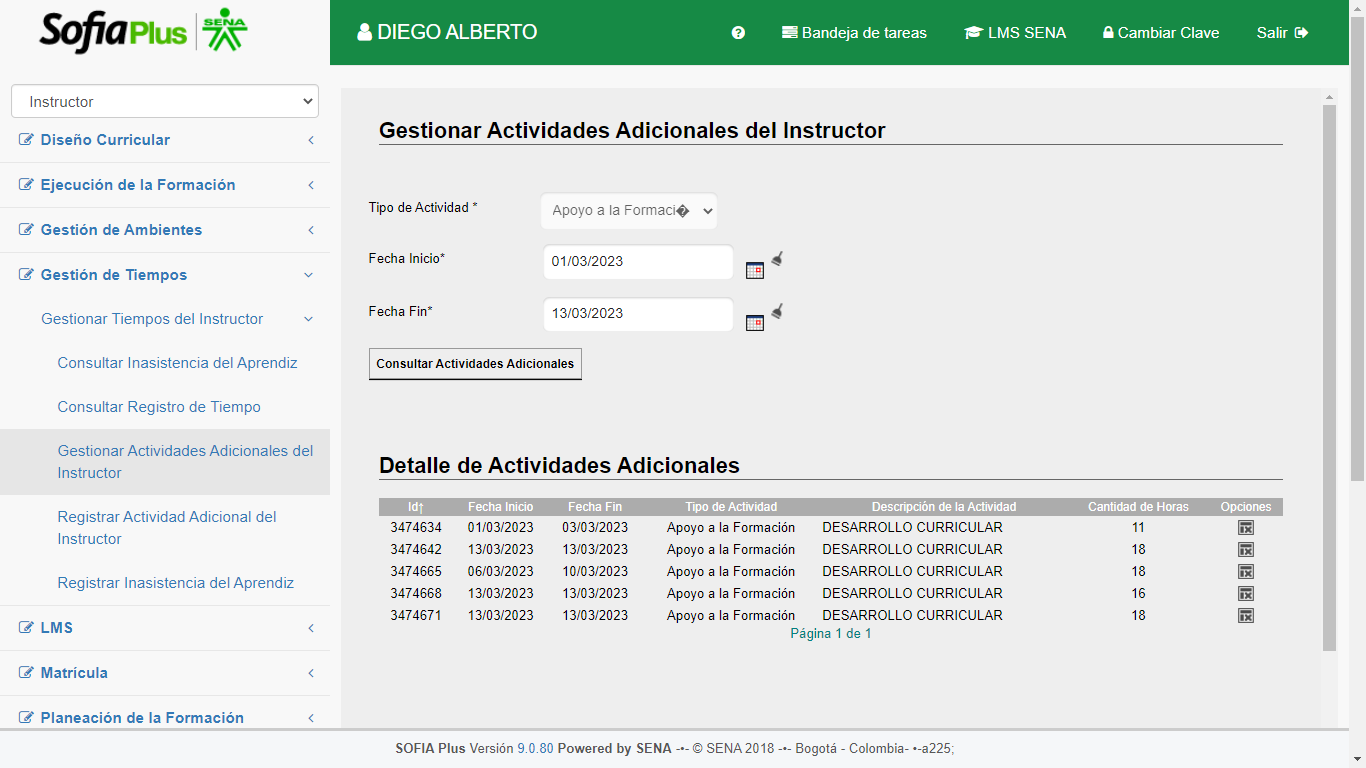 Sofia Plus SENA
DIEGO ALBERTO
? Bandeja de tareas LMS SENA Cambiar Clave Salir
Instructor
Diseño Curricular
Ejecución de la Formación
Gestión de Ambientes
Gestión de Tiempos
Gestionar Tiempos del Instructor
Consultar Inasistencia del Aprendiz
Consultar Registro de Tiempo
Gestionar Actividades Adicionales del
Instructor
Registrar Actividad Adicional del
Instructor
Registrar Inasistencia del Aprendiz
LMS
Matrícula
Planeación de la Formación
Gestionar Actividades Adicionales del Instructor
Tipo de Actividad * Apoyo a la Formaci�
Fecha Inicio* 01/03/2023
Fecha Fin* 13/03/2023
Consultar Actividades Adicionales
Detalle de Actividades Adicionales
Id↑ Fecha Inicio Fecha Fin Tipo de Actividad Descripción de la Actividad Cantidad de Horas Opciones
3474634 01/03/2023 03/03/2023 Apoyo a la Formación DESARROLLO CURRICULAR 11
3474642 13/03/2023 13/03/2023 Apoyo a la Formación DESARROLLO CURRICULAR 18
3474665 06/03/2023 10/03/2023 Apoyo a la Formación DESARROLLO CURRICULAR 18
3474668 13/03/2023 13/03/2023 Apoyo a la Formación DESARROLLO CURRICULAR 16
3474671 13/03/2023 13/03/2023 Apoyo a la Formación DESARROLLO CURRICULAR 18
Página 1 de 1
SOFIA Plus Versión 9.0.80 Powered by SENA -•- © SENA 2018 -•- Bogotá - Colombia- •-a225;